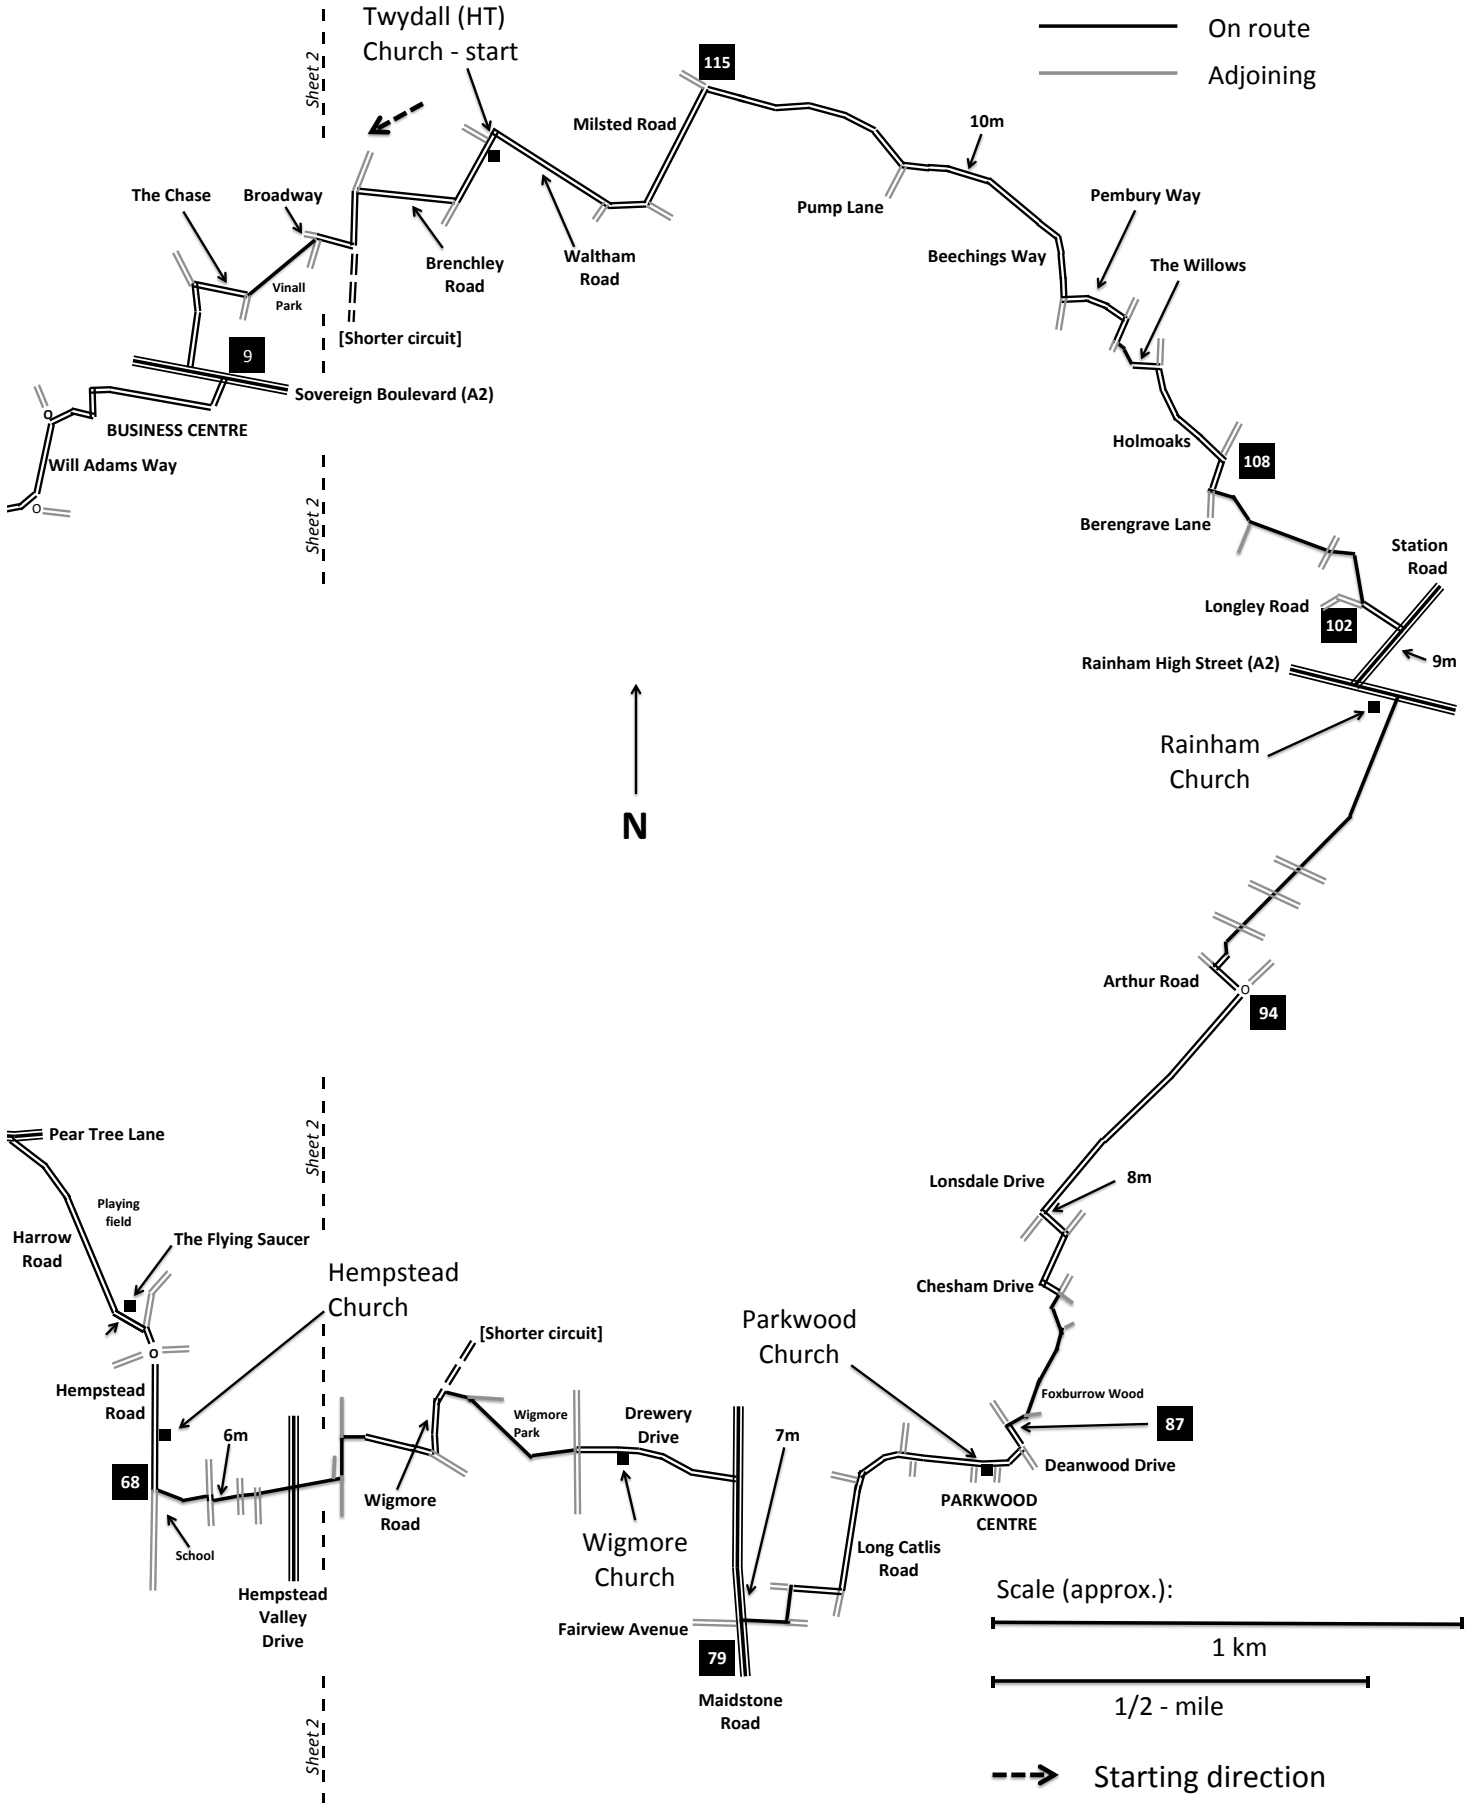 Twydall (HT)
Church - start
On route
Adjoining
Sheet 2
115
Milsted Road
10m
The Chase
Broadway
Pump Lane
Pembury Way
Brenchley
Road
Waltham
Road
Beechings Way
The Willows
Vinall
Park
[Shorter circuit]
9
Sovereign Boulevard (A2)
BUSINESS CENTRE
Will Adams Way
Holmoaks
108
Sheet 2
Berengrave Lane
Station
Road
Longley Road
102
Rainham High Street (A2)
9m
Rainham
Church
N
Arthur Road
94
Pear Tree Lane
Sheet 2
Lonsdale Drive
8m
Playing
field
Harrow
Road
The Flying Saucer
Hempstead
Church
Chesham Drive
Parkwood
Church
[Shorter circuit]
Hempstead
Road
Foxburrow Wood
Wigmore
Park
Drewery
Drive
87
6m
7m
68
Deanwood Drive
Wigmore
Road
PARKWOOD
CENTRE
School
Wigmore
Church
Long Catlis
Road
Hempstead
Valley
Drive
Scale (approx.):
Fairview Avenue
1 km
79
Maidstone
Road
1/2 - mile
Sheet 2
Starting direction